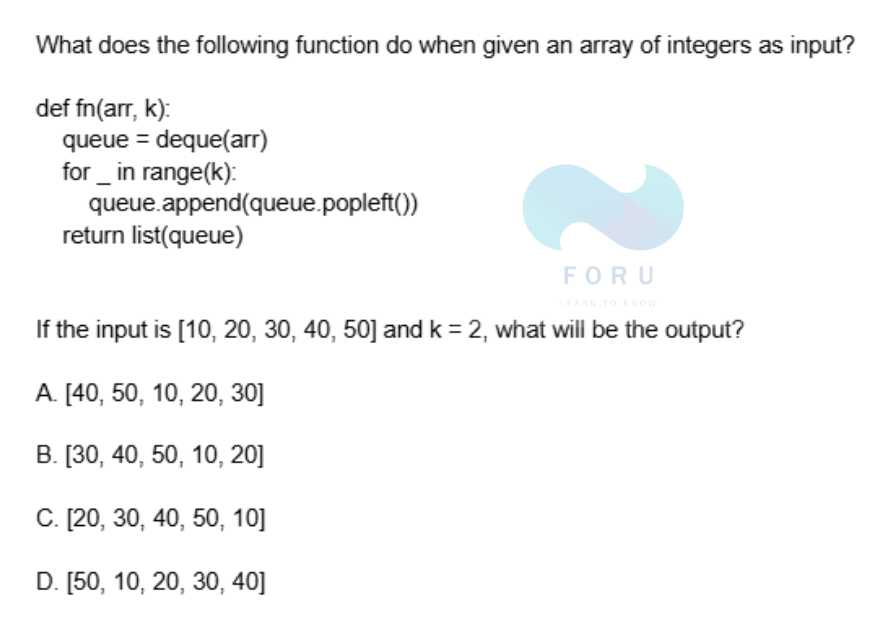 What does the following function do when given an array of integers as input?
def fn(arr, k):
queue = deque(arr)
for _ in range(k):
queue.append(queue.popleft())
return list(queue)
FORU
LEARN TO KNOW
If the input is [10, 20, 30, 40, 50] and k = 2, what will be the output?
A. [40, 50, 10, 20, 30]
B. [30, 40, 50, 10, 20]
C. [20, 30, 40, 50, 10]
D. [50, 10, 20, 30, 40]